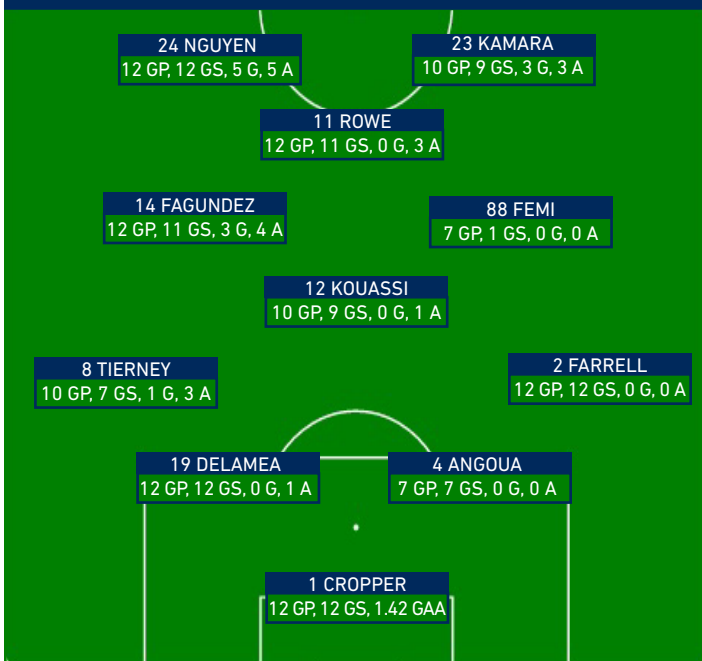 24 NGUYEN
12 GP, 12 GS, 5 G, 5 A
23 KAMARA
10 GP, 9 GS, 3 G, 3 A
11 ROWE
12 GP, 11 GS, 0 G, 3 A
14 FAGUNDEZ
12 GP, 11 GS, 3 G, 4 A
88 FEMI
7 GP, 1 GS, 0 G, 0 A
12 KOUASSI
10 GP, 9 GS, 0 G, 1 A
8 TIERNEY
10 GP, 7 GS, 1 G, 3 A
2 FARRELL
12 GP, 12 GS, 0 G, 0 A
19 DELAMEA
12 GP, 12 GS, 0 G, 1 A
4 ANGOUA
7 GP, 7 GS, 0 G, 0 A
1 CROPPER
12 GP, 12 GS, 1.42 GAA